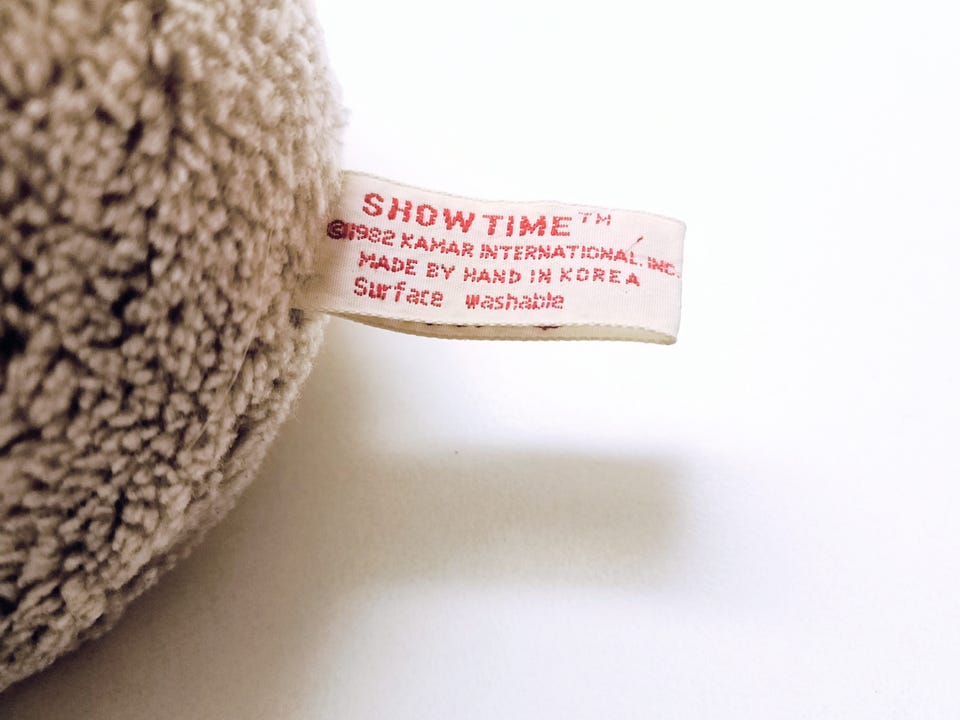 SHOWTIME™
©1982 KAMAR INTERNATIONAL, INC.
MADE BY HAND IN KOREA
Surface washable